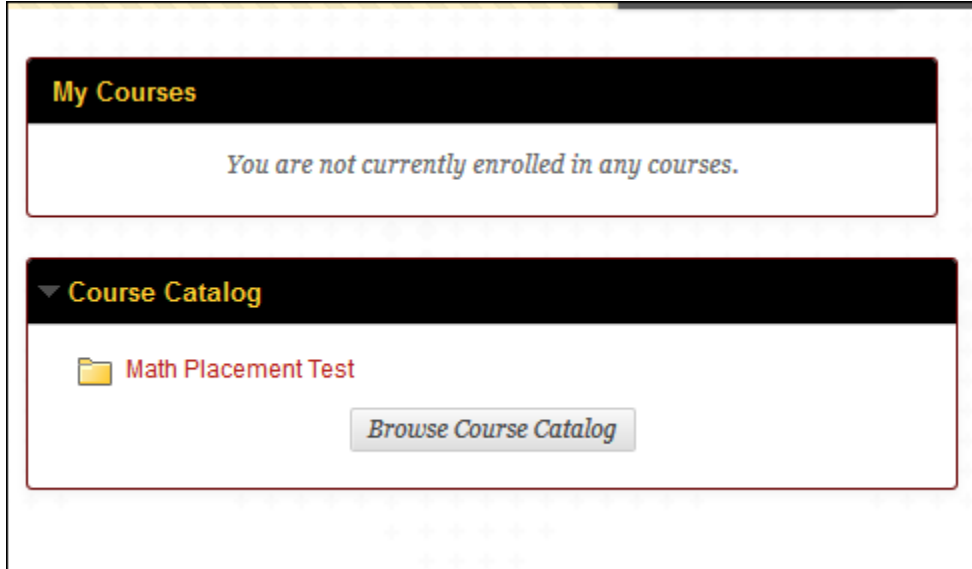 My Courses
You are not currently enrolled in any courses.
Course Catalog
Math Placement Test
Browse Course Catalog